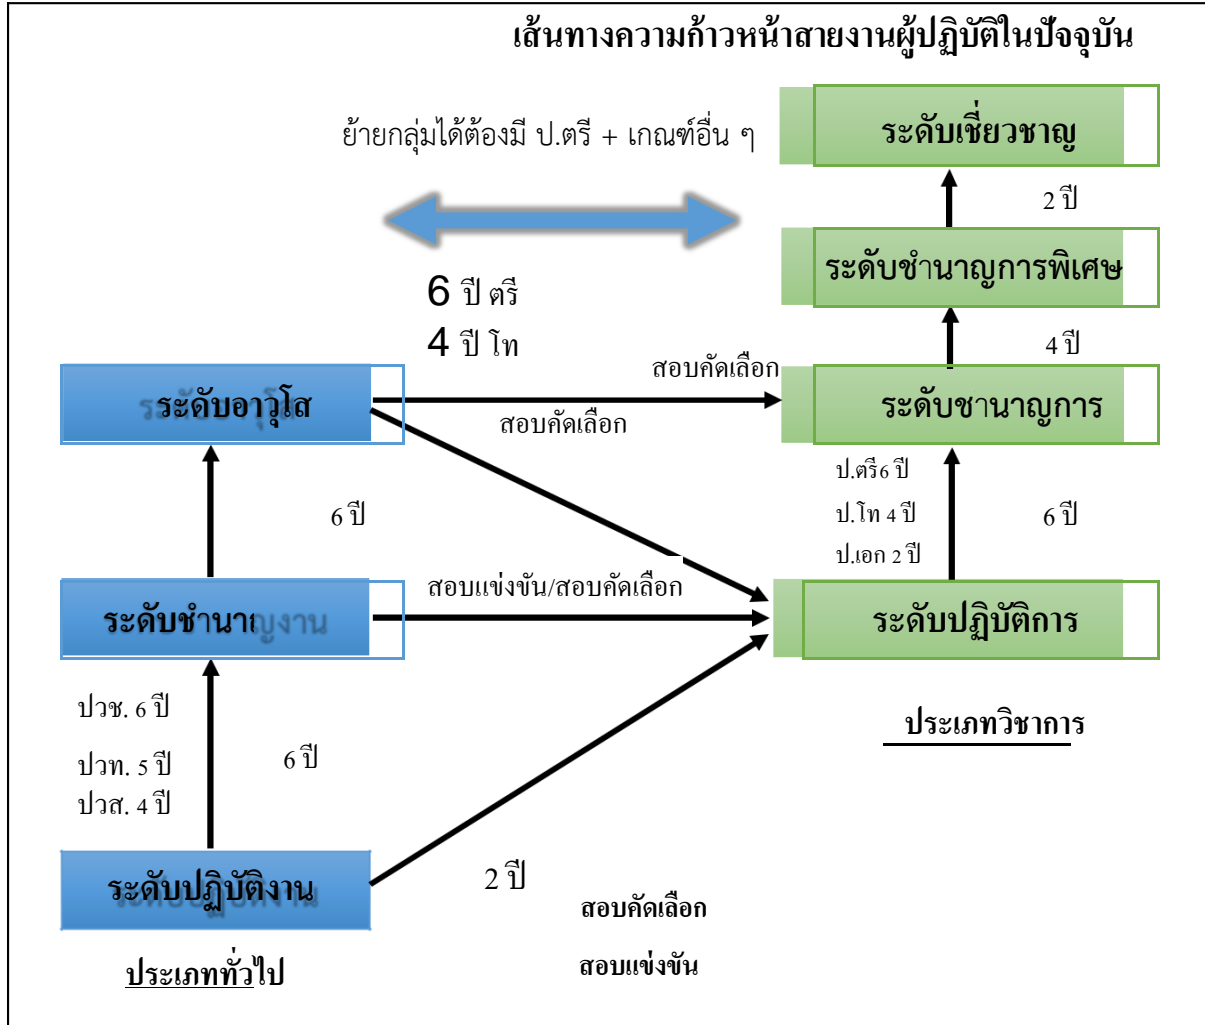 เส้นทางความก้าวหน้าสายงานผู้ปฏิบัติในปัจจุบัน
ย้ายกลุ่มได้ต้องมี ป.ตรี + เกณฑ์อื่น ๆ
ระดับเชี่ยวชาญ
2 ปี
ระดับชำนาญการพิเศษ
6 ปี ตรี
4 ปี โท
4 ปี
สอบคัดเลือก
ระดับอาวุโส
สอบคัดเลือก
ระดับชานาญการ
ป.ตรี6 ปี
6 ปี
ป.โท 4 ปี
6 ปี
ป.เอก 2 ปี
สอบแข่งขัน/สอบคัดเลือก
ระดับชำนาญงาน
ระดับปฏิบัติการ
ปวช. 6 ปี
ประเภทวิชาการ
ปวท. 5 ปี
6 ปี
ปวส. 4 ปี
ระดับปฏิบัติงาน
2 ปี
สอบคัดเลือก
สอบแข่งขัน
ประเภททั่วไป